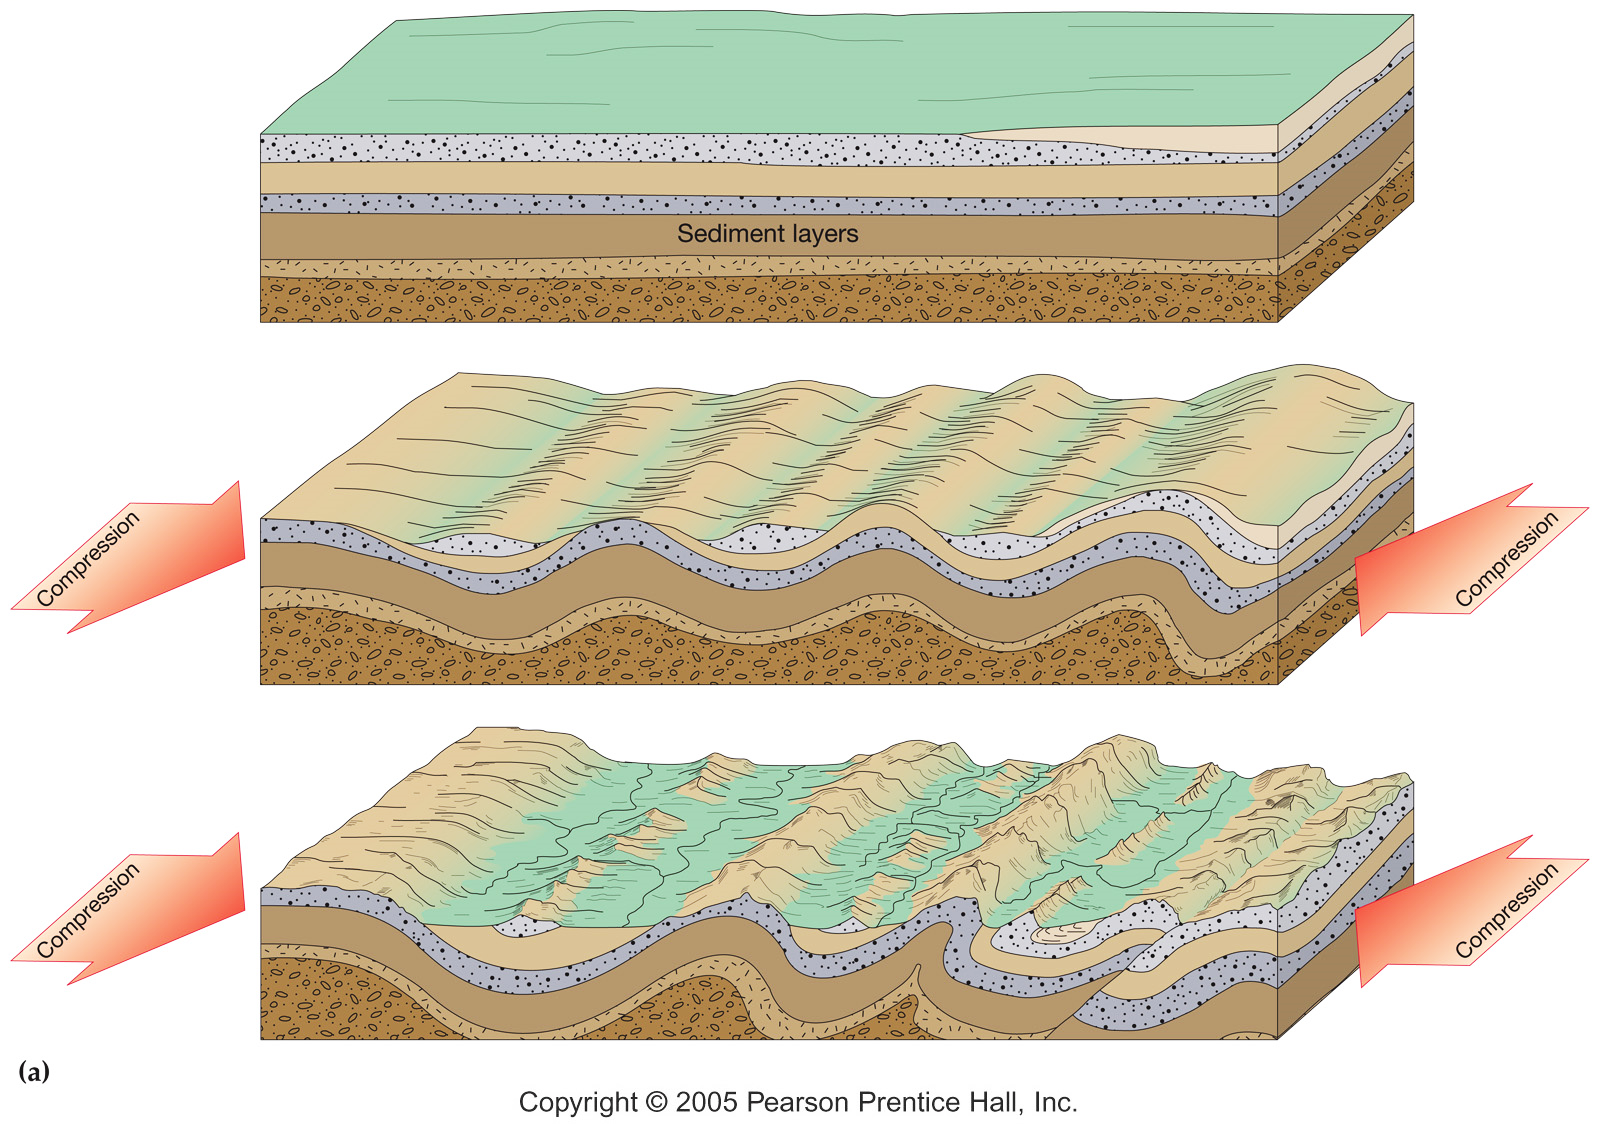 Sediment layers
Compression
Compression
Compression
Compression
(a)
Copyright © 2005 Pearson Prentice Hall, Inc.